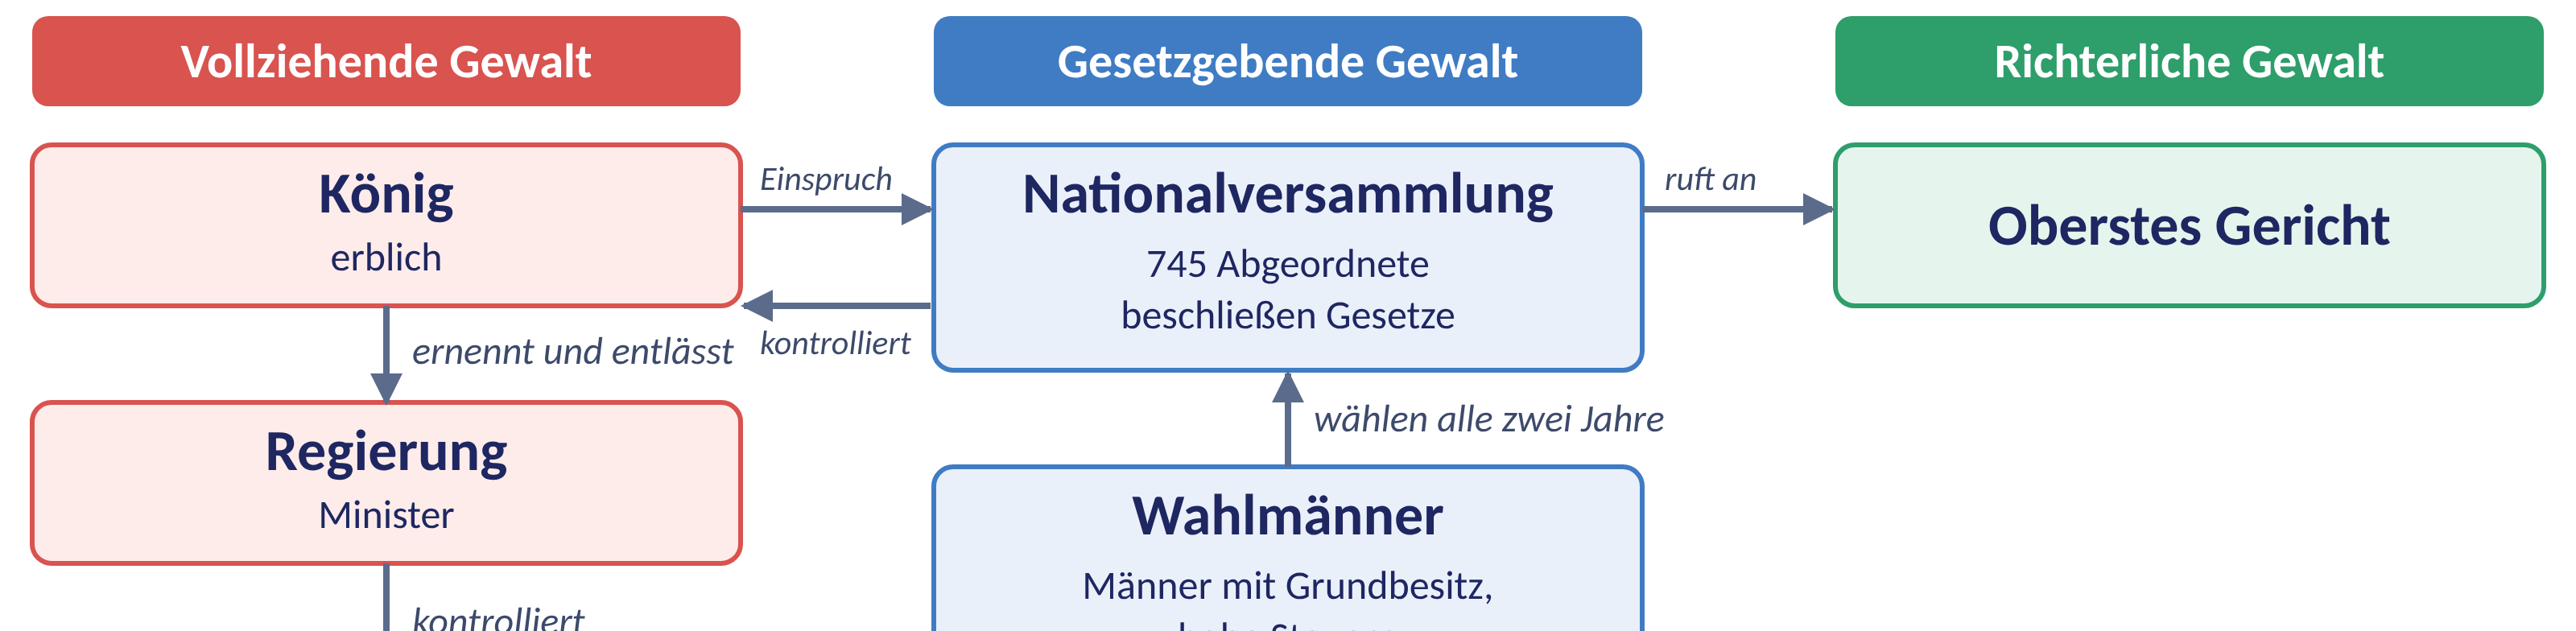 Vollziehende Gewalt
Gesetzgebende Gewalt
Richterliche Gewalt
König
erblich
Einspruch
kontrolliert
Nationalversammlung
745 Abgeordnete
beschließen Gesetze
ruft an
Oberstes Gericht
ernennt und entlässt
Regierung
Minister
kontrolliert
wählen alle zwei Jahre
Wahlmänner
Männer mit Grundbesitz,